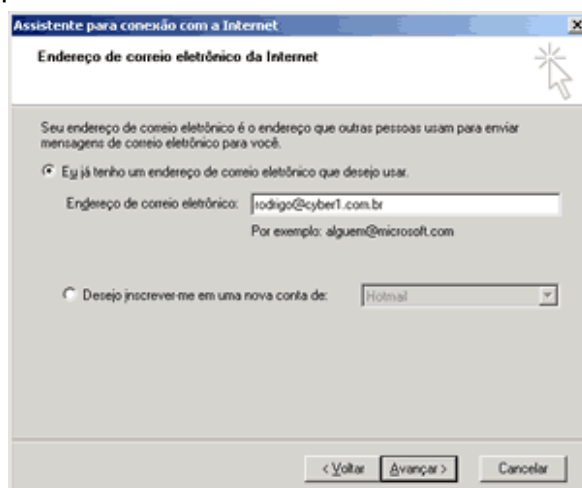 Assistente para conexão com a Internet
Endereço de correio eletrônico da Internet
Seu endereço de correio eletrônico é o endereço que outras pessoas usam para enviar
mensagens de correio eletrônico para você.
Eu já tenho um endereço de correio eletrônico que desejo usar.
Endereço de correio eletrônico: rodrigo@cyber1.com.br
Por exemplo: alguem@microsoft.com
Desejo inscrever-me em uma nova conta de: Hotmail
< Voltar Avançar > Cancelar